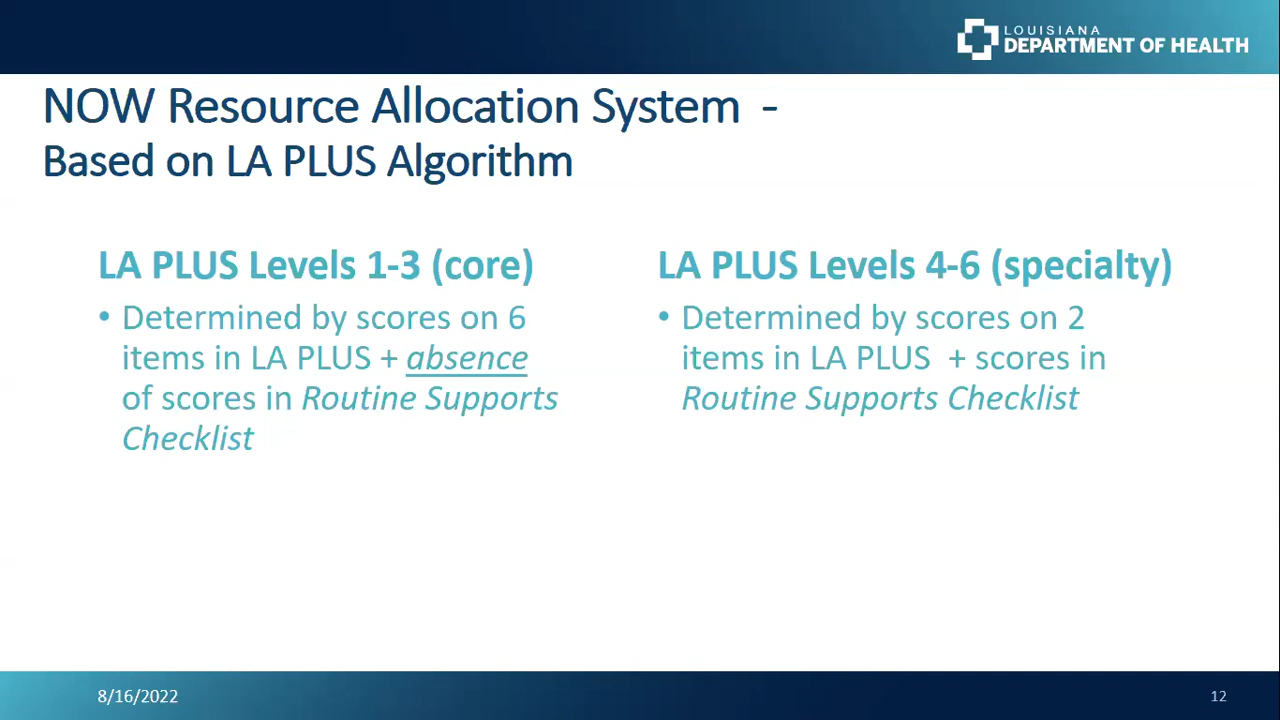 LOUISIANA
DEPARTMENT OF HEALTH
NOW Resource Allocation System -
Based on LA PLUS Algorithm
LA PLUS Levels 1-3 (core)
• Determined by scores on 6
items in LA PLUS + absence
of scores in Routine Supports
Checklist
LA PLUS Levels 4-6 (specialty)
• Determined by scores on 2
items in LA PLUS + scores in
Routine Supports Checklist
8/16/2022
12